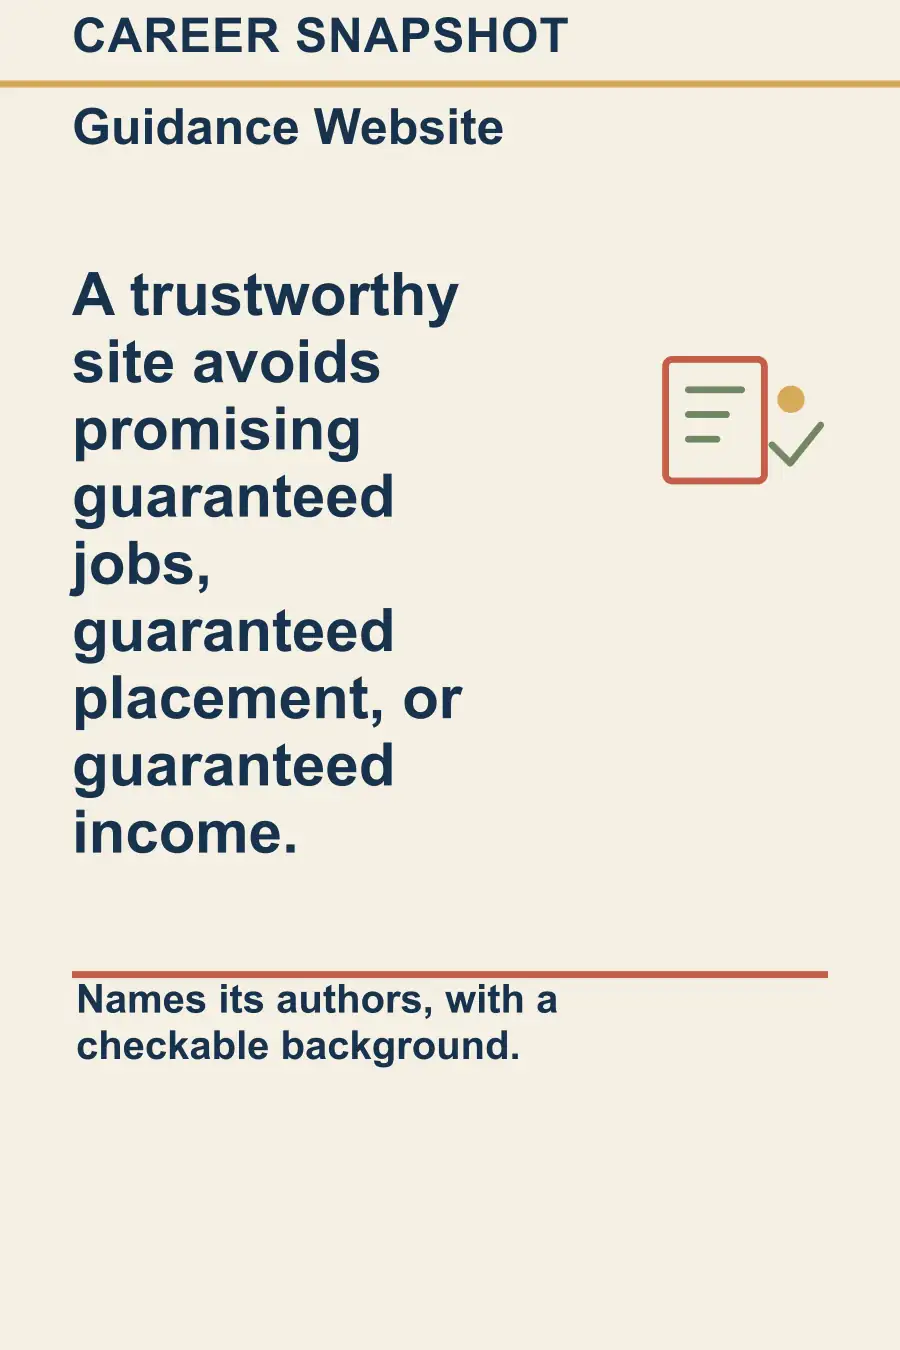 CAREER SNAPSHOT
Guidance Website
A trustworthy
site avoids
promising
guaranteed
jobs,
guaranteed
placement, or
guaranteed
income.
Names its authors, with a
checkable background.